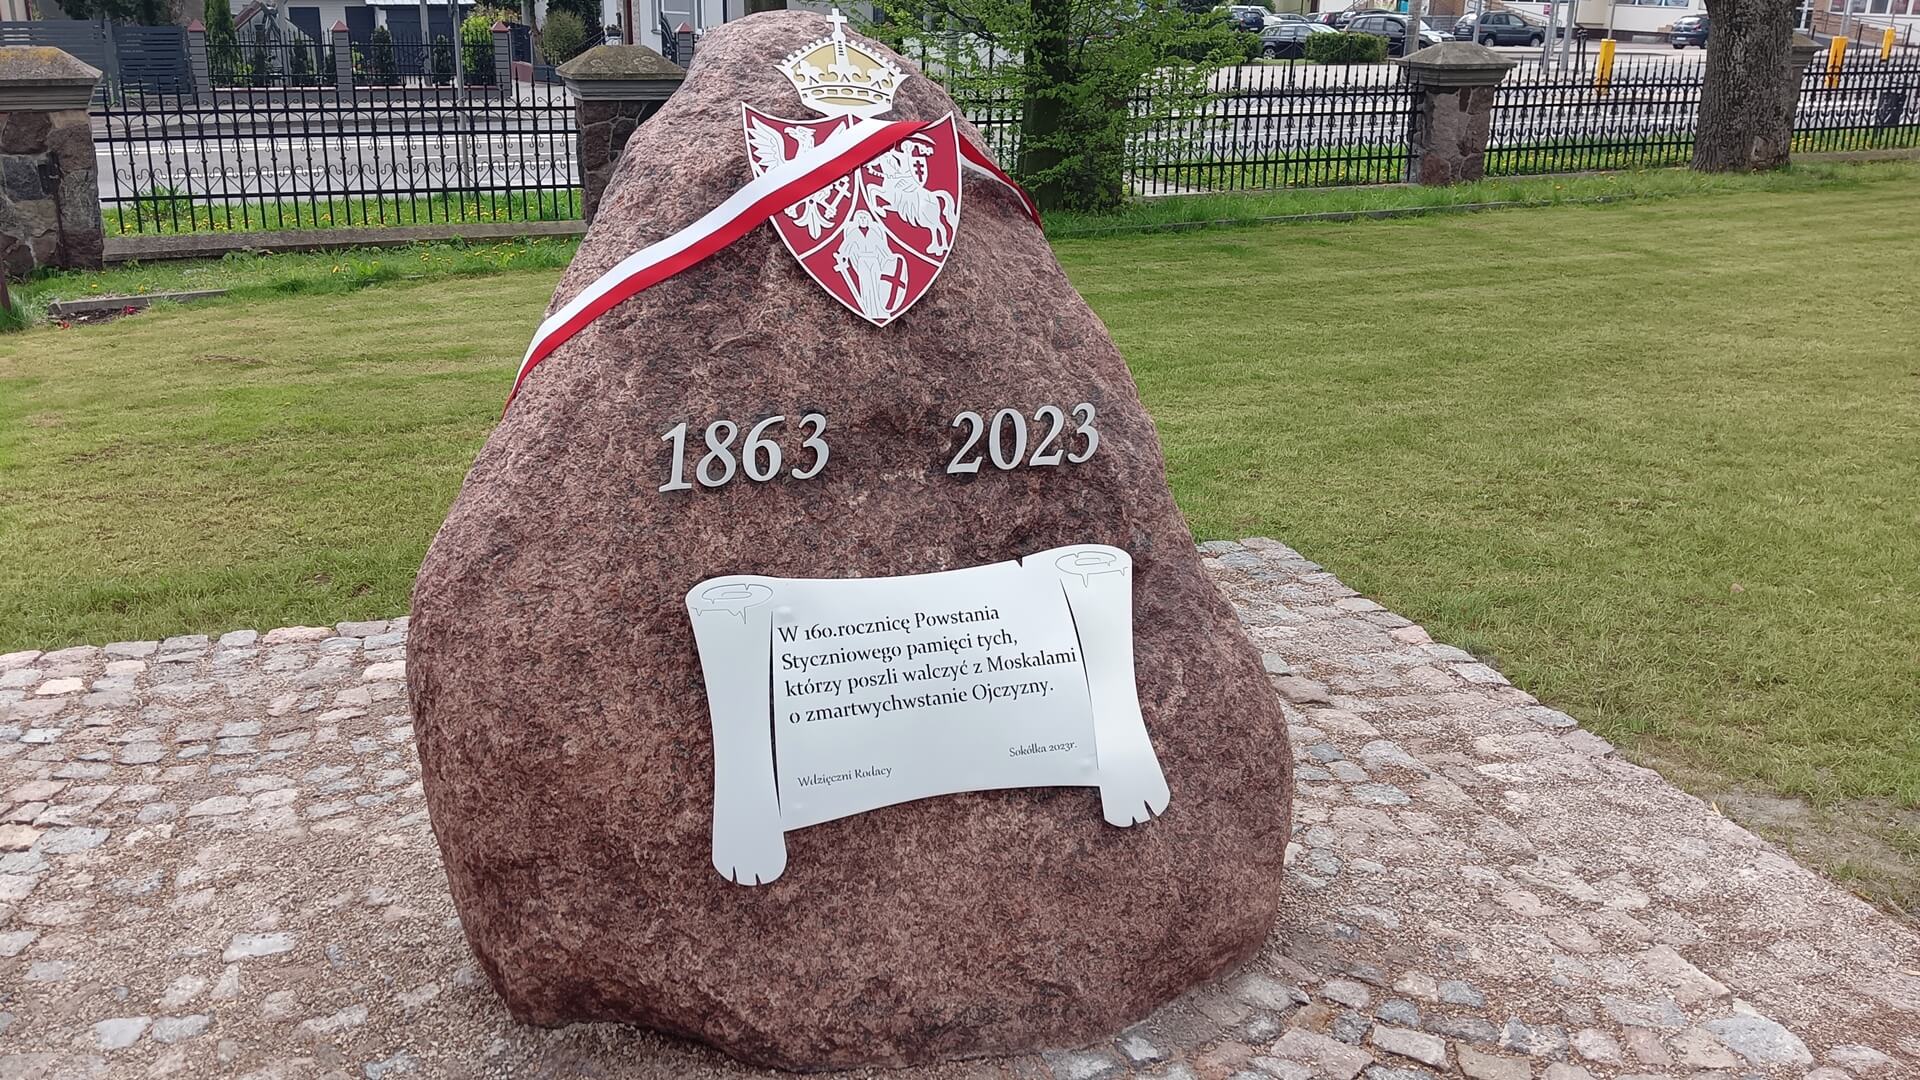 1863 2023
W 160.rocznicę Powstania
Styczniowego pamięci tych,
którzy poszli walczyć z Moskalami
o zmartwychwstanie Ojczyzny.
Sokółka 2023r.
Wdzięczni Rodacy